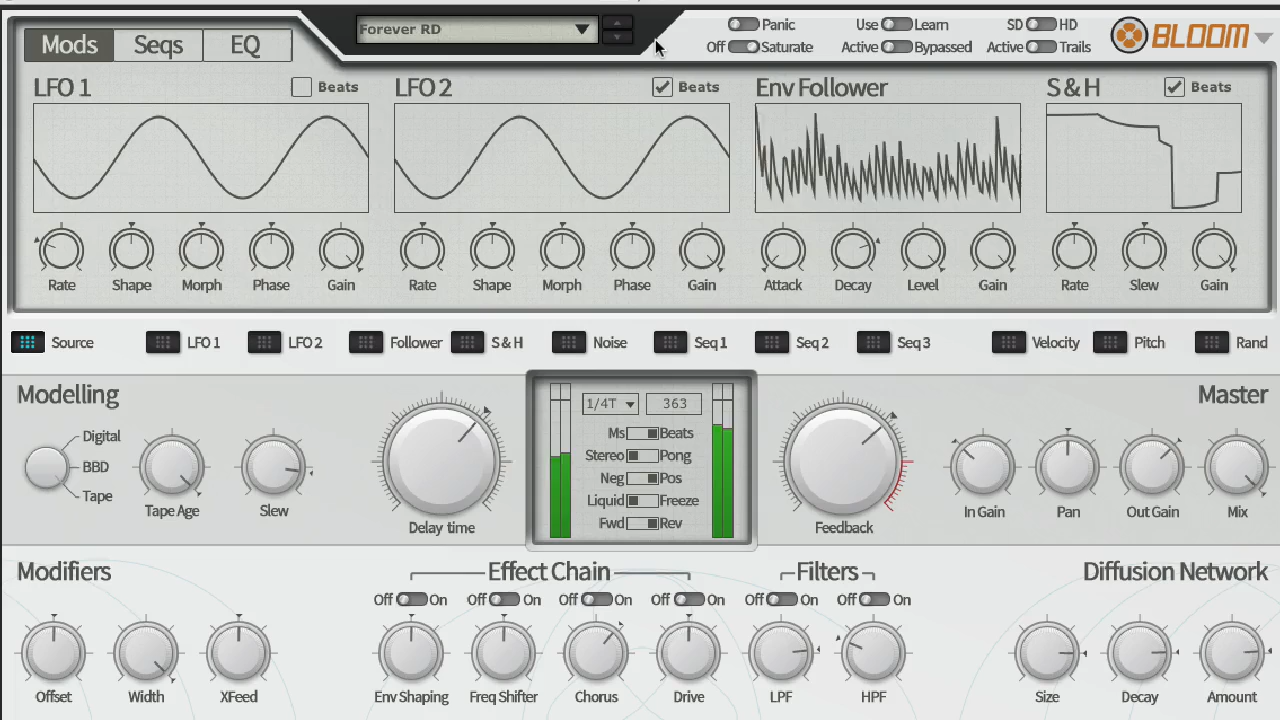 Forever RD
Panic
Use Learn
SD HD
Off Saturate
Active Bypassed
Active Trails
BLOOM
Mods Seqs EQ
LFO 1 Beats
LFO 2 Beats
Env Follower
S & H Beats
Rate Shape Morph Phase Gain
Rate Shape Morph Phase Gain
Attack Decay Level Gain
Rate Slew Gain
Source LFO 1 LFO 2 Follower S & H Noise Seq 1 Seq 2 Seq 3 Velocity Pitch Rand
Modelling
Digital
BBD
Tape
Tape Age
Slew
Delay time
1/4T 363
Ms Beats
Stereo Pong
Neg Pos
Liquid Freeze
Fwd Rev
Feedback
Master
In Gain Pan Out Gain Mix
Modifiers
Offset Width XFeed
Effect Chain
Off On Off On Off On Off On
Env Shaping Freq Shifter Chorus Drive
Filters
Off On Off On
LPF HPF
Diffusion Network
Size Decay Amount